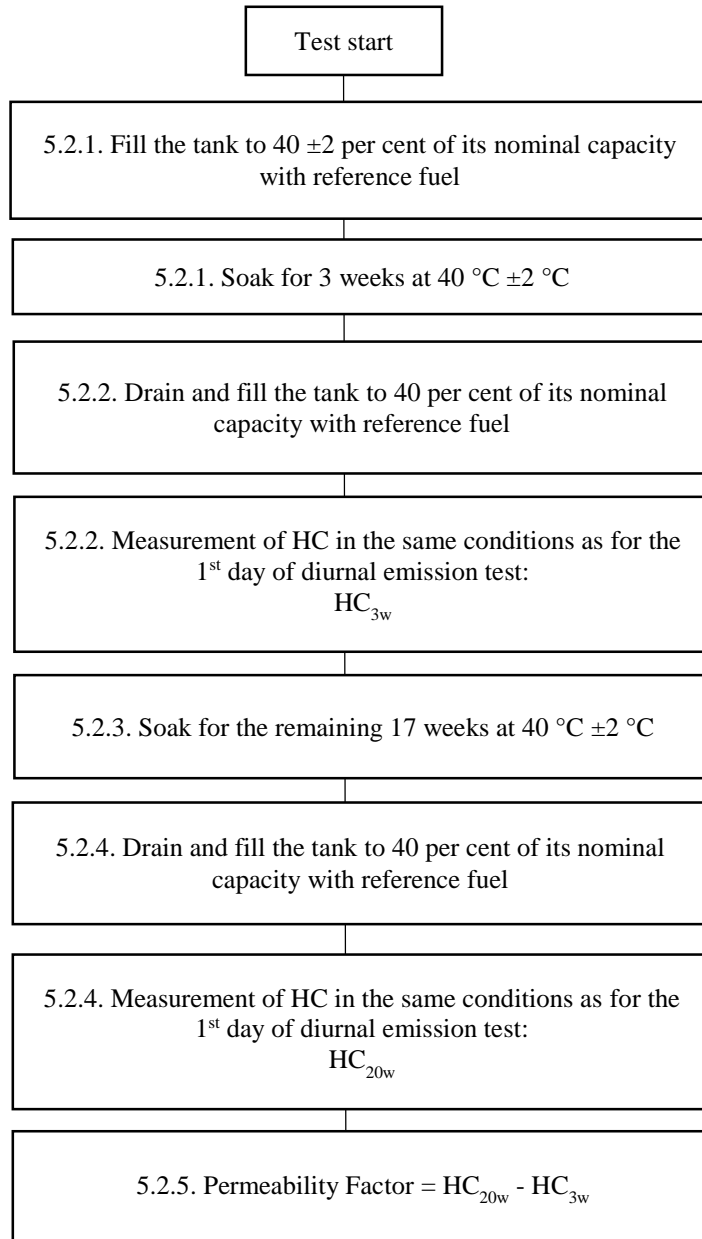 Test start
5.2.1. Fill the tank to 40 ±2 per cent of its nominal capacity
with reference fuel
5.2.1. Soak for 3 weeks at 40 °C ±2 °C
5.2.2. Drain and fill the tank to 40 per cent of its nominal
capacity with reference fuel
5.2.2. Measurement of HC in the same conditions as for the
1st day of diurnal emission test:
HC3w
5.2.3. Soak for the remaining 17 weeks at 40 °C ±2 °C
5.2.4. Drain and fill the tank to 40 per cent of its nominal
capacity with reference fuel
5.2.4. Measurement of HC in the same conditions as for the
1st day of diurnal emission test:
HC20w
5.2.5. Permeability Factor = HC20w - HC3w